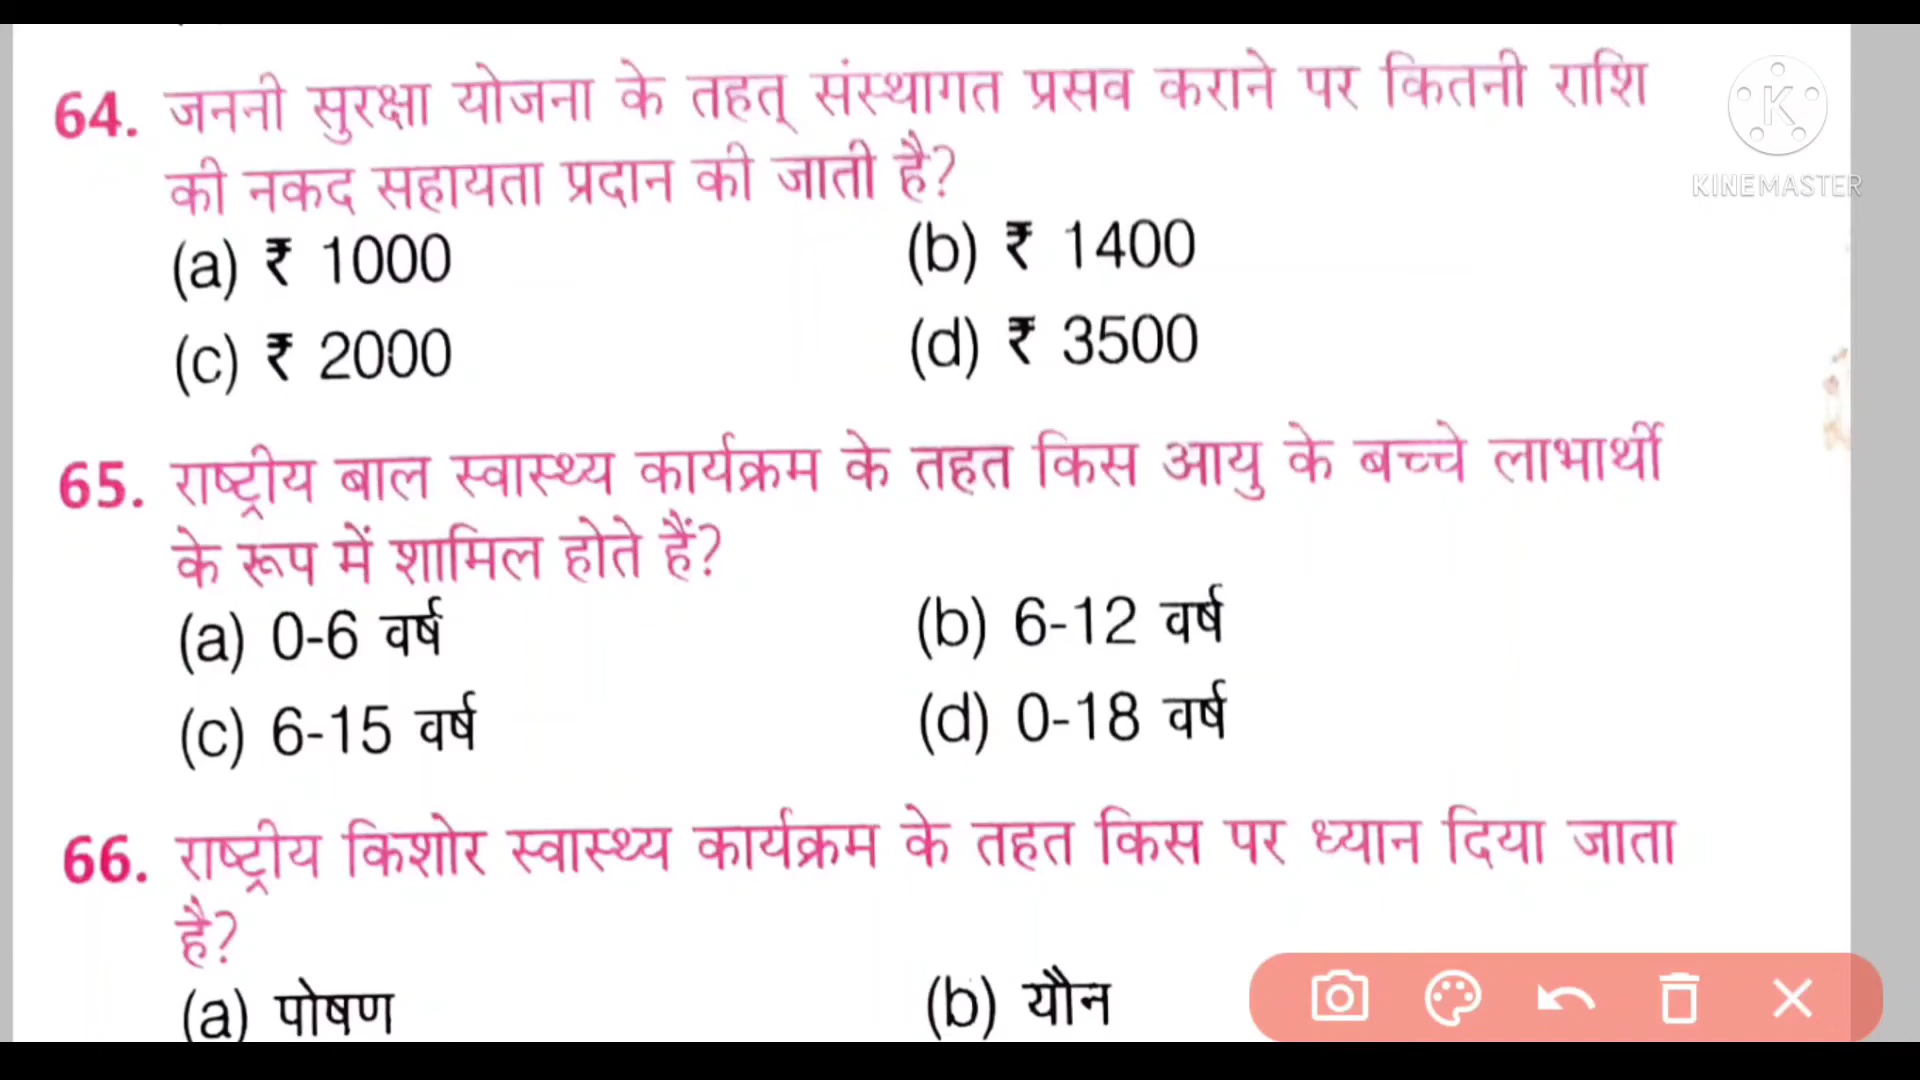 64. जननी सुरक्षा योजना के तहत् संस्थागत प्रसव कराने पर कितनी राशि
की नकद सहायता प्रदान की जाती है?
(a) ₹ 1000 (b) ₹ 1400
(c) ₹ 2000 (d) ₹ 3500
65. राष्ट्रीय बाल स्वास्थ्य कार्यक्रम के तहत किस आयु के बच्चे लाभार्थी
के रूप में शामिल होते हैं?
(a) 0-6 वर्ष (b) 6-12 वर्ष
(c) 6-15 वर्ष (d) 0-18 वर्ष
66. राष्ट्रीय किशोर स्वास्थ्य कार्यक्रम के तहत किस पर ध्यान दिया जाता
है?
(a) पोषण (b) यौन
K
KINEMASTER